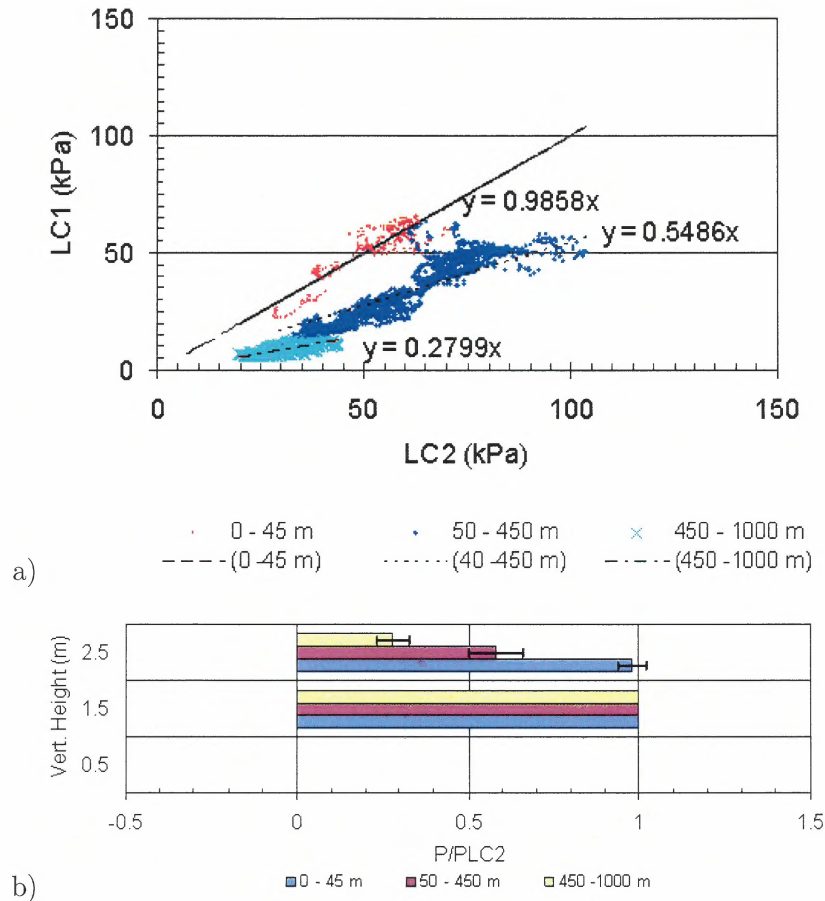 150
100
50
0
LC1 (kPa)
y = 0.9858x
y = 0.5486x
y = 0.2799x
0 50 100 150
LC2 (kPa)
0 - 45 m 50 - 450 m 450 - 1000 m
(0 -45 m) (40 -450 m) (450 -1000 m)
a)
Vert. Height (m)
2.5
1.5
0.5
-0.5 0 0.5 1 1.5
P/PLC2
0 - 45 m 50 - 450 m 450 -1000 m
b)